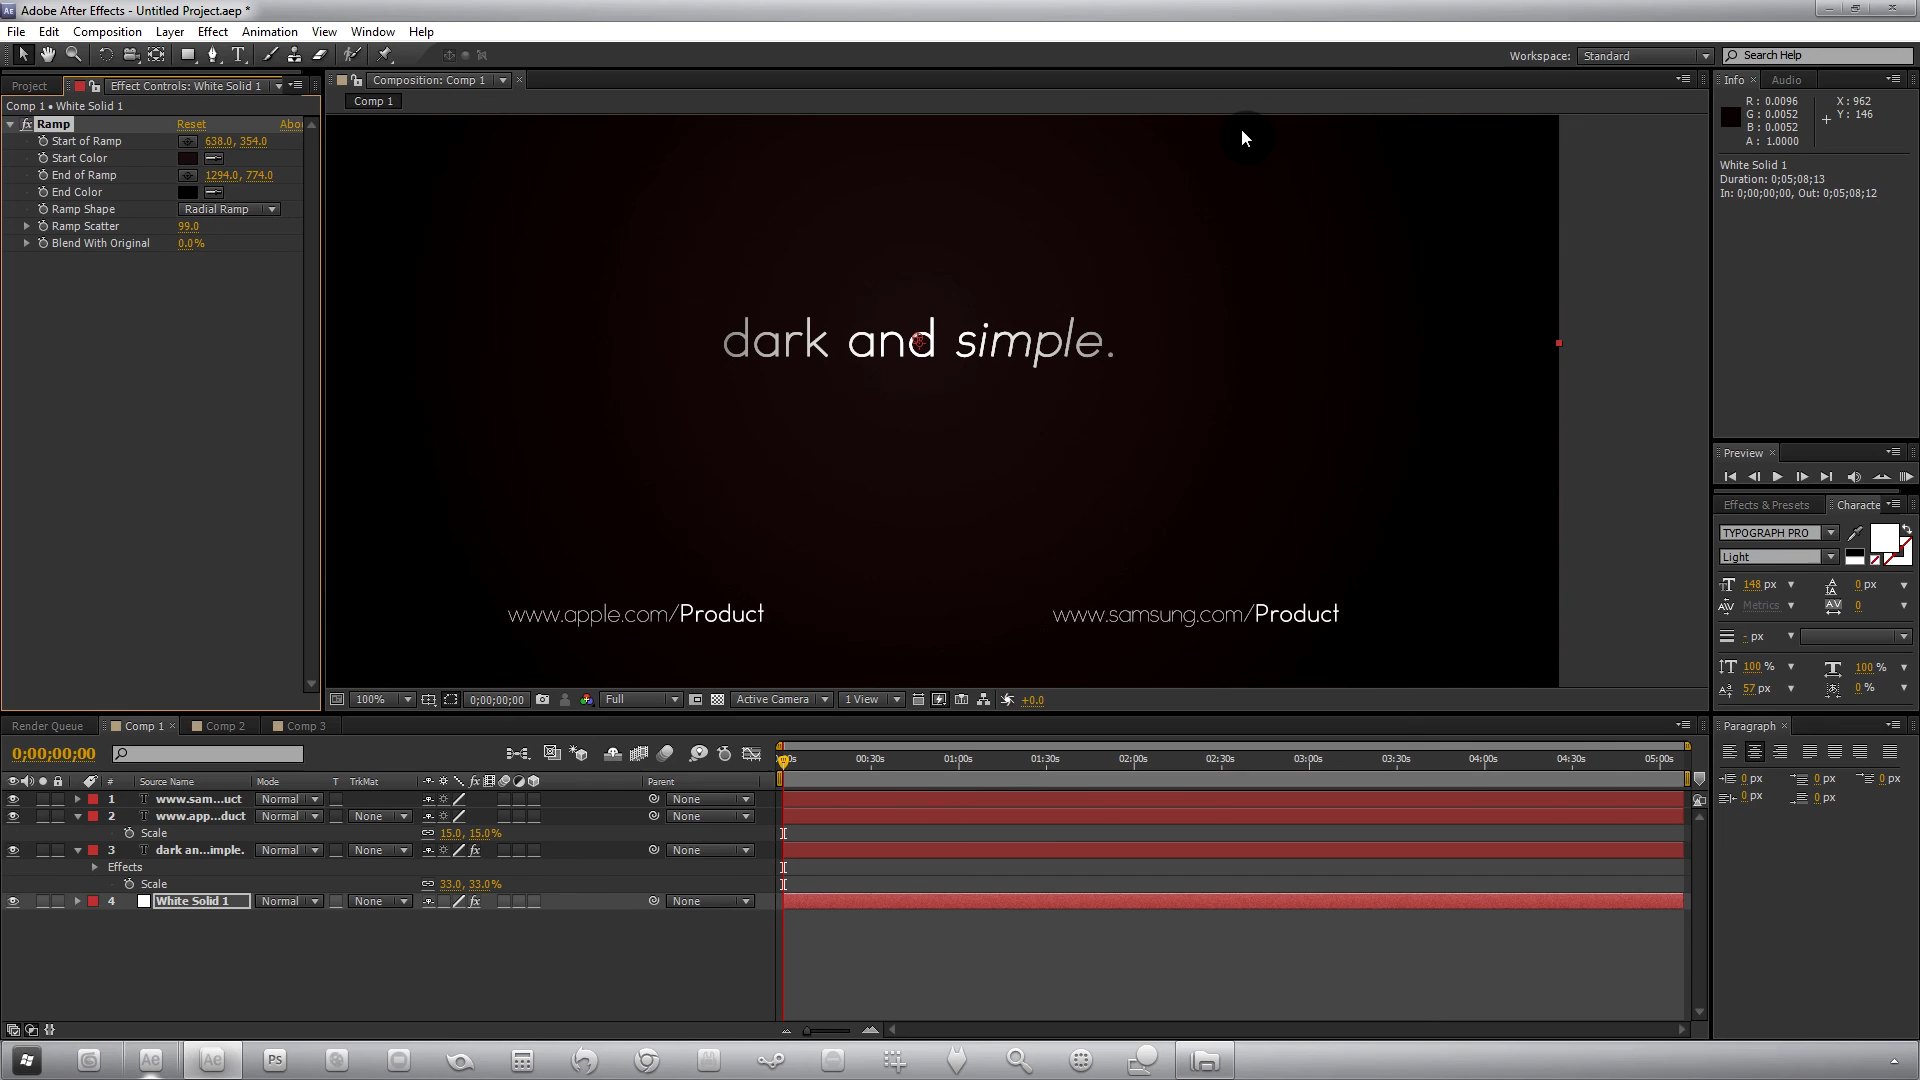 Adobe After Effects - Untitled Project.aep *
File Edit Composition Layer Effect Animation View Window Help
Workspace: Standard Search Help
Project Effect Controls: White Solid 1 Composition: Comp 1 Info Audio
Comp 1 • White Solid 1
Comp 1
R : 0.0096
G : 0.0052
B : 0.0052
A : 1.0000
X : 962
Y : 146
White Solid 1
Duration: 0;05;08;13
In: 0;00;00;00, Out: 0;05;08;12
Ramp Reset Abou
Start of Ramp 638.0, 354.0
Start Color
End of Ramp 1294.0, 774.0
End Color
Ramp Shape Radial Ramp
Ramp Scatter 99.0
Blend With Original 0.0%
dark and simple.
www.apple.com/Product
www.samsung.com/Product
100% 0;00;00;00 Full Active Camera 1 View +0.0
Preview
Effects & Presets Characte
TYPOGRAPH PRO
Light
148 px 0 px
Metrics 0
- px
100 % 100 %
57 px 0 %
Paragraph
0 px 0 px 0 px
0 px 0 px
Render Queue Comp 1 Comp 2 Comp 3
0;00;00;00
# Source Name Mode T TrkMat Parent
0s 00:30s 01:00s 01:30s 02:00s 02:30s 03:00s 03:30s 04:00s 04:30s 05:00s
1 T www.sam...uct Normal None
2 T www.app...duct Normal None None
Scale 15.0, 15.0%
3 T dark an...imple. Normal None fx None
Effects
Scale 33.0, 33.0%
4 White Solid 1 Normal None fx None
Ae Ae Ps